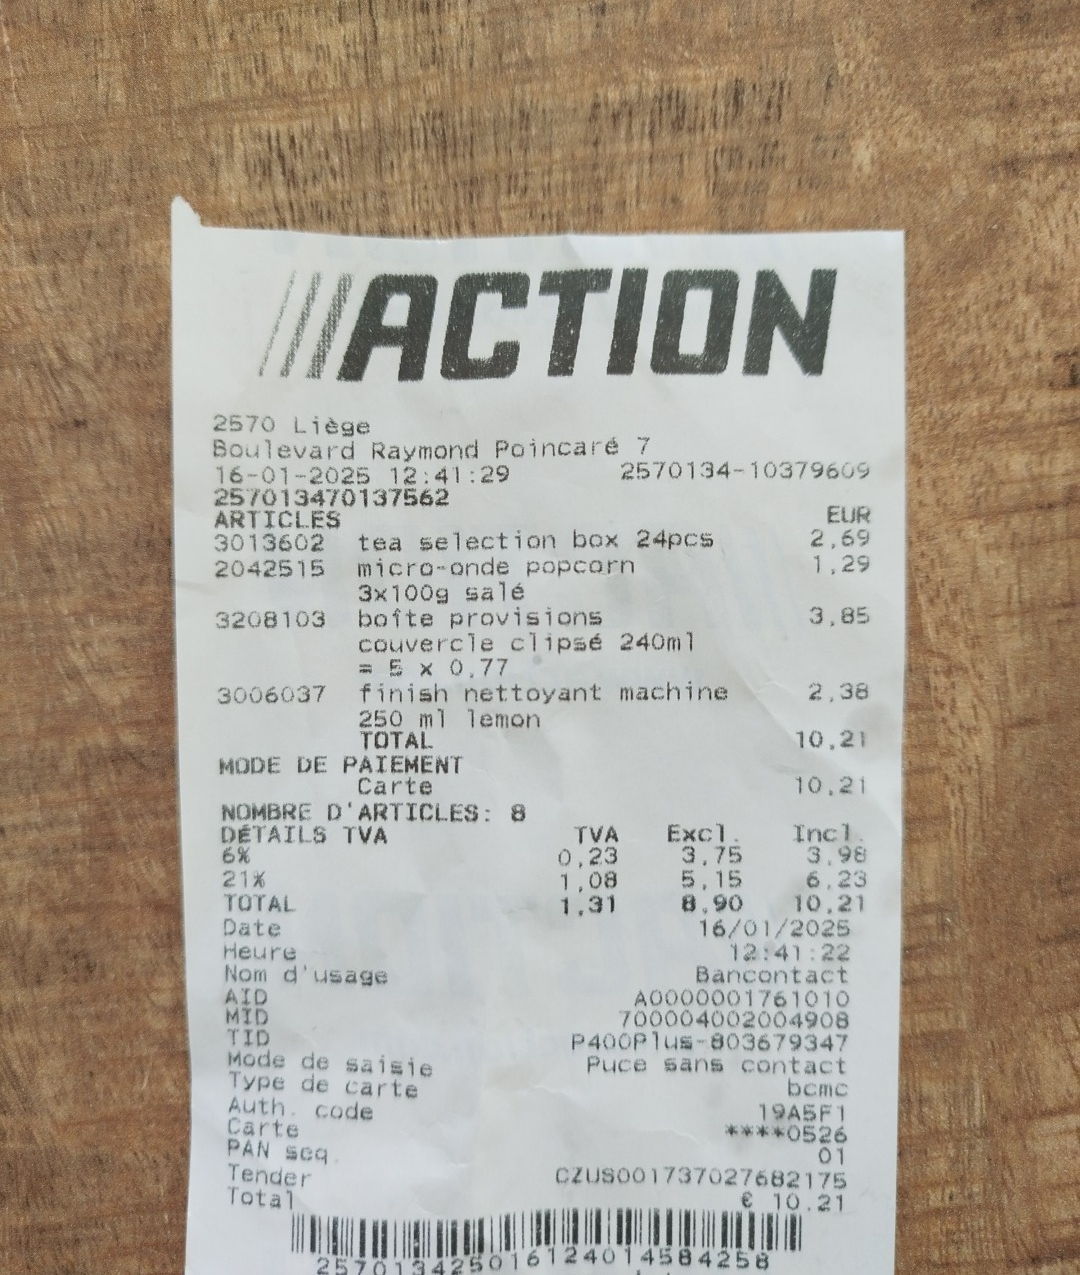 ACTION
2570 Liège
Boulevard Raymond Poincaré 7
16-01-2025 12:41:29 2570134-10379609
257013470137562
ARTICLES EUR
3013602 tea selection box 24pcs 2,69
2042515 micro-onde popcorn 1,29
3x100g salé
3208103 boîte provisions 3,85
couvercle clipsé 240ml
= 5 x 0,77
3006037 finish nettoyant machine 2,38
250 ml lemon
TOTAL 10,21
MODE DE PAIEMENT
Carte 10,21
NOMBRE D'ARTICLES: 8
DÉTAILS TVA TVA Excl. Incl.
6% 0,23 3,75 3,98
21% 1,08 5,15 6,23
TOTAL 1,31 8,90 10,21
Date 16/01/2025
Heure 12:41:22
Nom d'usage Bancontact
AID A0000001761010
MID 700004002004908
TID P400Plus-803679347
Mode de saisie Puce sans contact
Type de carte bcmc
Auth. code 19A5F1
Carte ****0526
PAN seq. 01
Tender CZUS001737027682175
Total € 10.21
257013425016124014584258